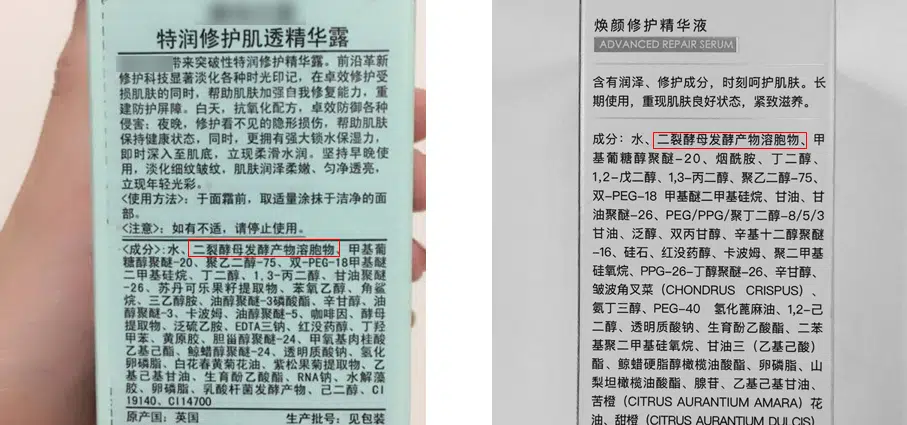 特润修护肌透精华露
带来突破性特润修护精华露。前沿革新
修护科技显著淡化各种时光印记，在卓效修护受
损肌肤的同时，帮助肌肤加强自我修复能力，重
建防护屏障。白天，抗氧化配方，卓效防御各种
侵害；夜晚，修护看不见的隐形损伤，帮助肌肤
保持健康状态，同时，更拥有强大锁水保湿力，
即时深入至肌底，立现柔滑水润。坚持早晚使
用，淡化细纹皱纹，肌肤润泽柔嫩、匀净透亮，
立现年轻光彩。
<使用方法>：于面霜前，取适量涂抹于洁净的面
部。
<注意>：如有不适，请停止使用。
<成分>:水、二裂酵母发酵产物溶胞物、甲基葡
糖醇聚醚-20、聚乙二醇-75、双-PEG-18甲基醚
二甲基硅烷、丁二醇、1,3-丙二醇、甘油聚醚
-26、苏丹可乐果籽提取物、苯氧乙醇、角鲨
烷、三乙醇胺、油醇聚醚-3磷酸酯、辛甘醇、油
醇聚醚-3、卡波姆、油醇聚醚-5、咖啡因、酵母
提取物、泛硫乙胺、EDTA三钠、红没药醇、丁羟
甲苯、黄原胶、胆甾醇聚醚-24、甲氧基肉桂酸
乙基己酯、鲸蜡醇聚醚-24、透明质酸钠、氢化
卵磷脂、白花春黄菊花油、紫松果菊提取物、乙
基己基甘油、生育酚乙酸酯、RNA钠、水解藻
胶、卵磷脂、乳酸杆菌发酵产物、己二醇、CI
19140、CI14700
原产国：英国 生产批号：见包装
焕颜修护精华液
ADVANCED REPAIR SERUM
含有润泽、修护成分，时刻呵护肌肤。长
期使用，重现肌肤良好状态，紧致滋养。
成分：水、二裂酵母发酵产物溶胞物、甲
基葡糖醇聚醚-20、烟酰胺、丁二醇、
1,2-戊二醇、1,3-丙二醇、聚乙二醇-75、
双-PEG-18 甲基醚二甲基硅烷、甘油、甘
油聚醚-26、PEG/PPG/聚丁二醇-8/5/3
甘油、泛醇、双丙甘醇、辛基十二醇聚醚
-16、硅石、红没药醇、卡波姆、聚二甲基
硅氧烷、PPG-26-丁醇聚醚-26、辛甘醇、
皱波角叉菜（CHONDRUS CRISPUS）、
氨丁三醇、PEG-40 氢化蓖麻油、1,2-己
二醇、透明质酸钠、生育酚乙酸酯、二苯
基聚二甲基硅氧烷、甘油三（乙基己酸）
酯、鲸蜡硬脂醇橄榄油酸酯、卵磷脂、山
梨坦橄榄油酸酯、腺苷、乙基己基甘油、
苦橙（CITRUS AURANTIUM AMARA）花
油、甜橙（CITRUS AURANTIUM DULCIS）